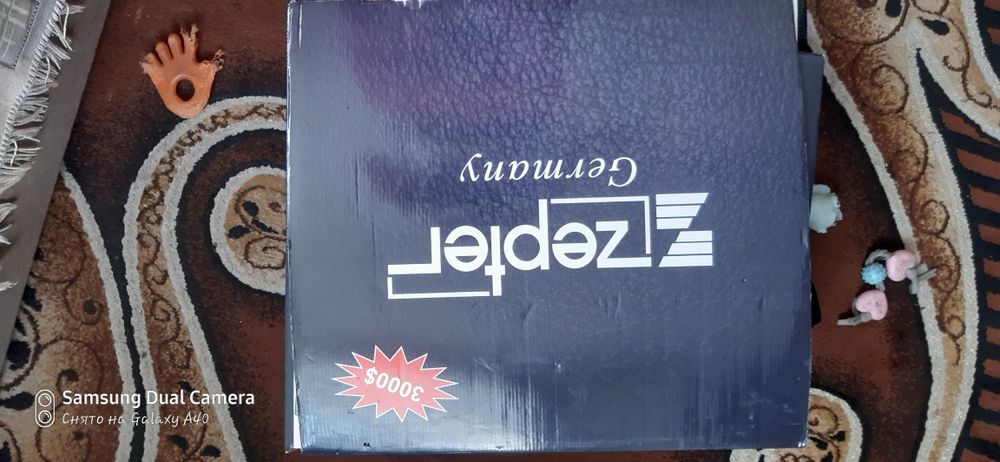 Germany
zepter
3000$
Samsung Dual Camera
Снято на Galaxy A40